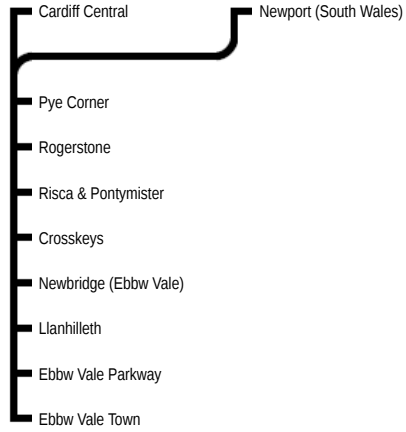 Cardiff Central
Newport (South Wales)
Pye Corner
Rogerstone
Risca & Pontymister
Crosskeys
Newbridge (Ebbw Vale)
Llanhilleth
Ebbw Vale Parkway
Ebbw Vale Town